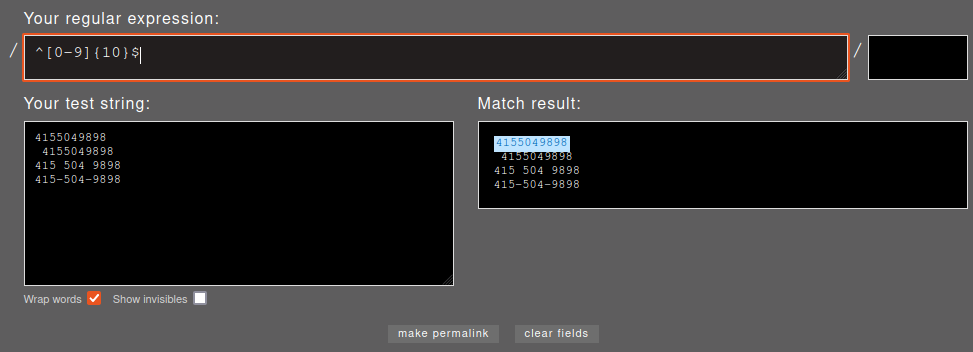 Your regular expression:
/ ^[0-9]{10}$ /
Your test string:
4155049898
 4155049898
415 504 9898
415-504-9898
Match result:
4155049898
 4155049898
415 504 9898
415-504-9898
Wrap words Show invisibles
make permalink clear fields